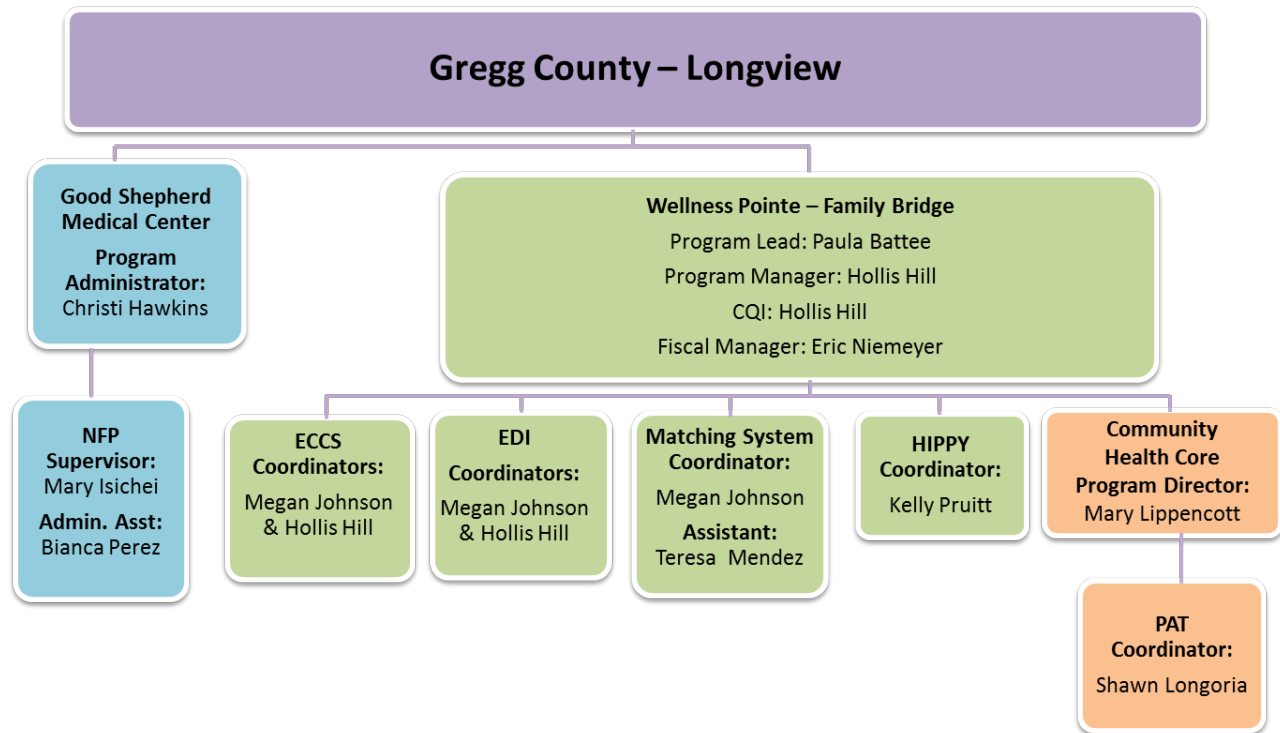 Gregg County – Longview
Good Shepherd
Medical Center
Program
Administrator:
Christi Hawkins
Wellness Pointe – Family Bridge
Program Lead: Paula Battee
Program Manager: Hollis Hill
CQI: Hollis Hill
Fiscal Manager: Eric Niemeyer
NFP
Supervisor:
Mary Isichei
Admin. Asst:
Bianca Perez
ECCS
Coordinators:
Megan Johnson
& Hollis Hill
EDI
Coordinators:
Megan Johnson
& Hollis Hill
Matching System
Coordinator:
Megan Johnson
Assistant:
Teresa Mendez
HIPPY
Coordinator:
Kelly Pruitt
Community
Health Core
Program Director:
Mary Lippencott
PAT
Coordinator:
Shawn Longoria